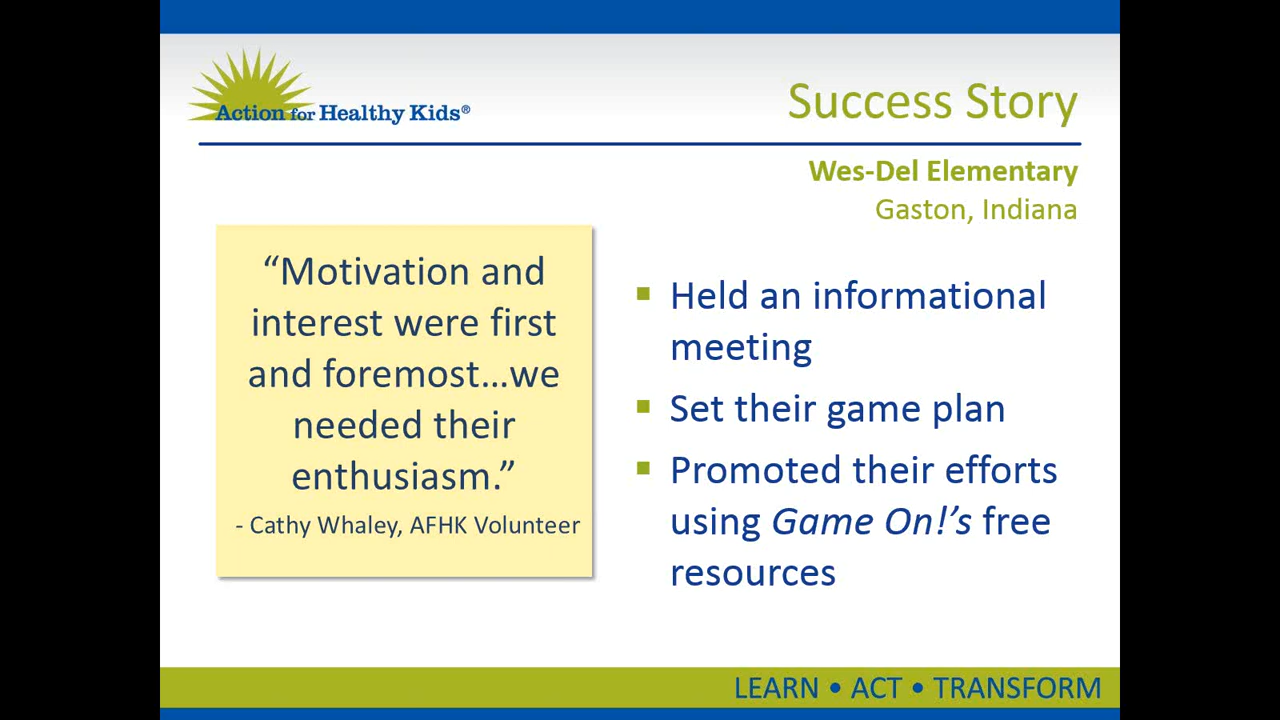 Action for Healthy Kids®
Success Story
Wes-Del Elementary
Gaston, Indiana
“Motivation and
interest were first
and foremost…we
needed their
enthusiasm.”
- Cathy Whaley, AFHK Volunteer
▪ Held an informational
meeting
▪ Set their game plan
▪ Promoted their efforts
using Game On!’s free
resources
LEARN • ACT • TRANSFORM